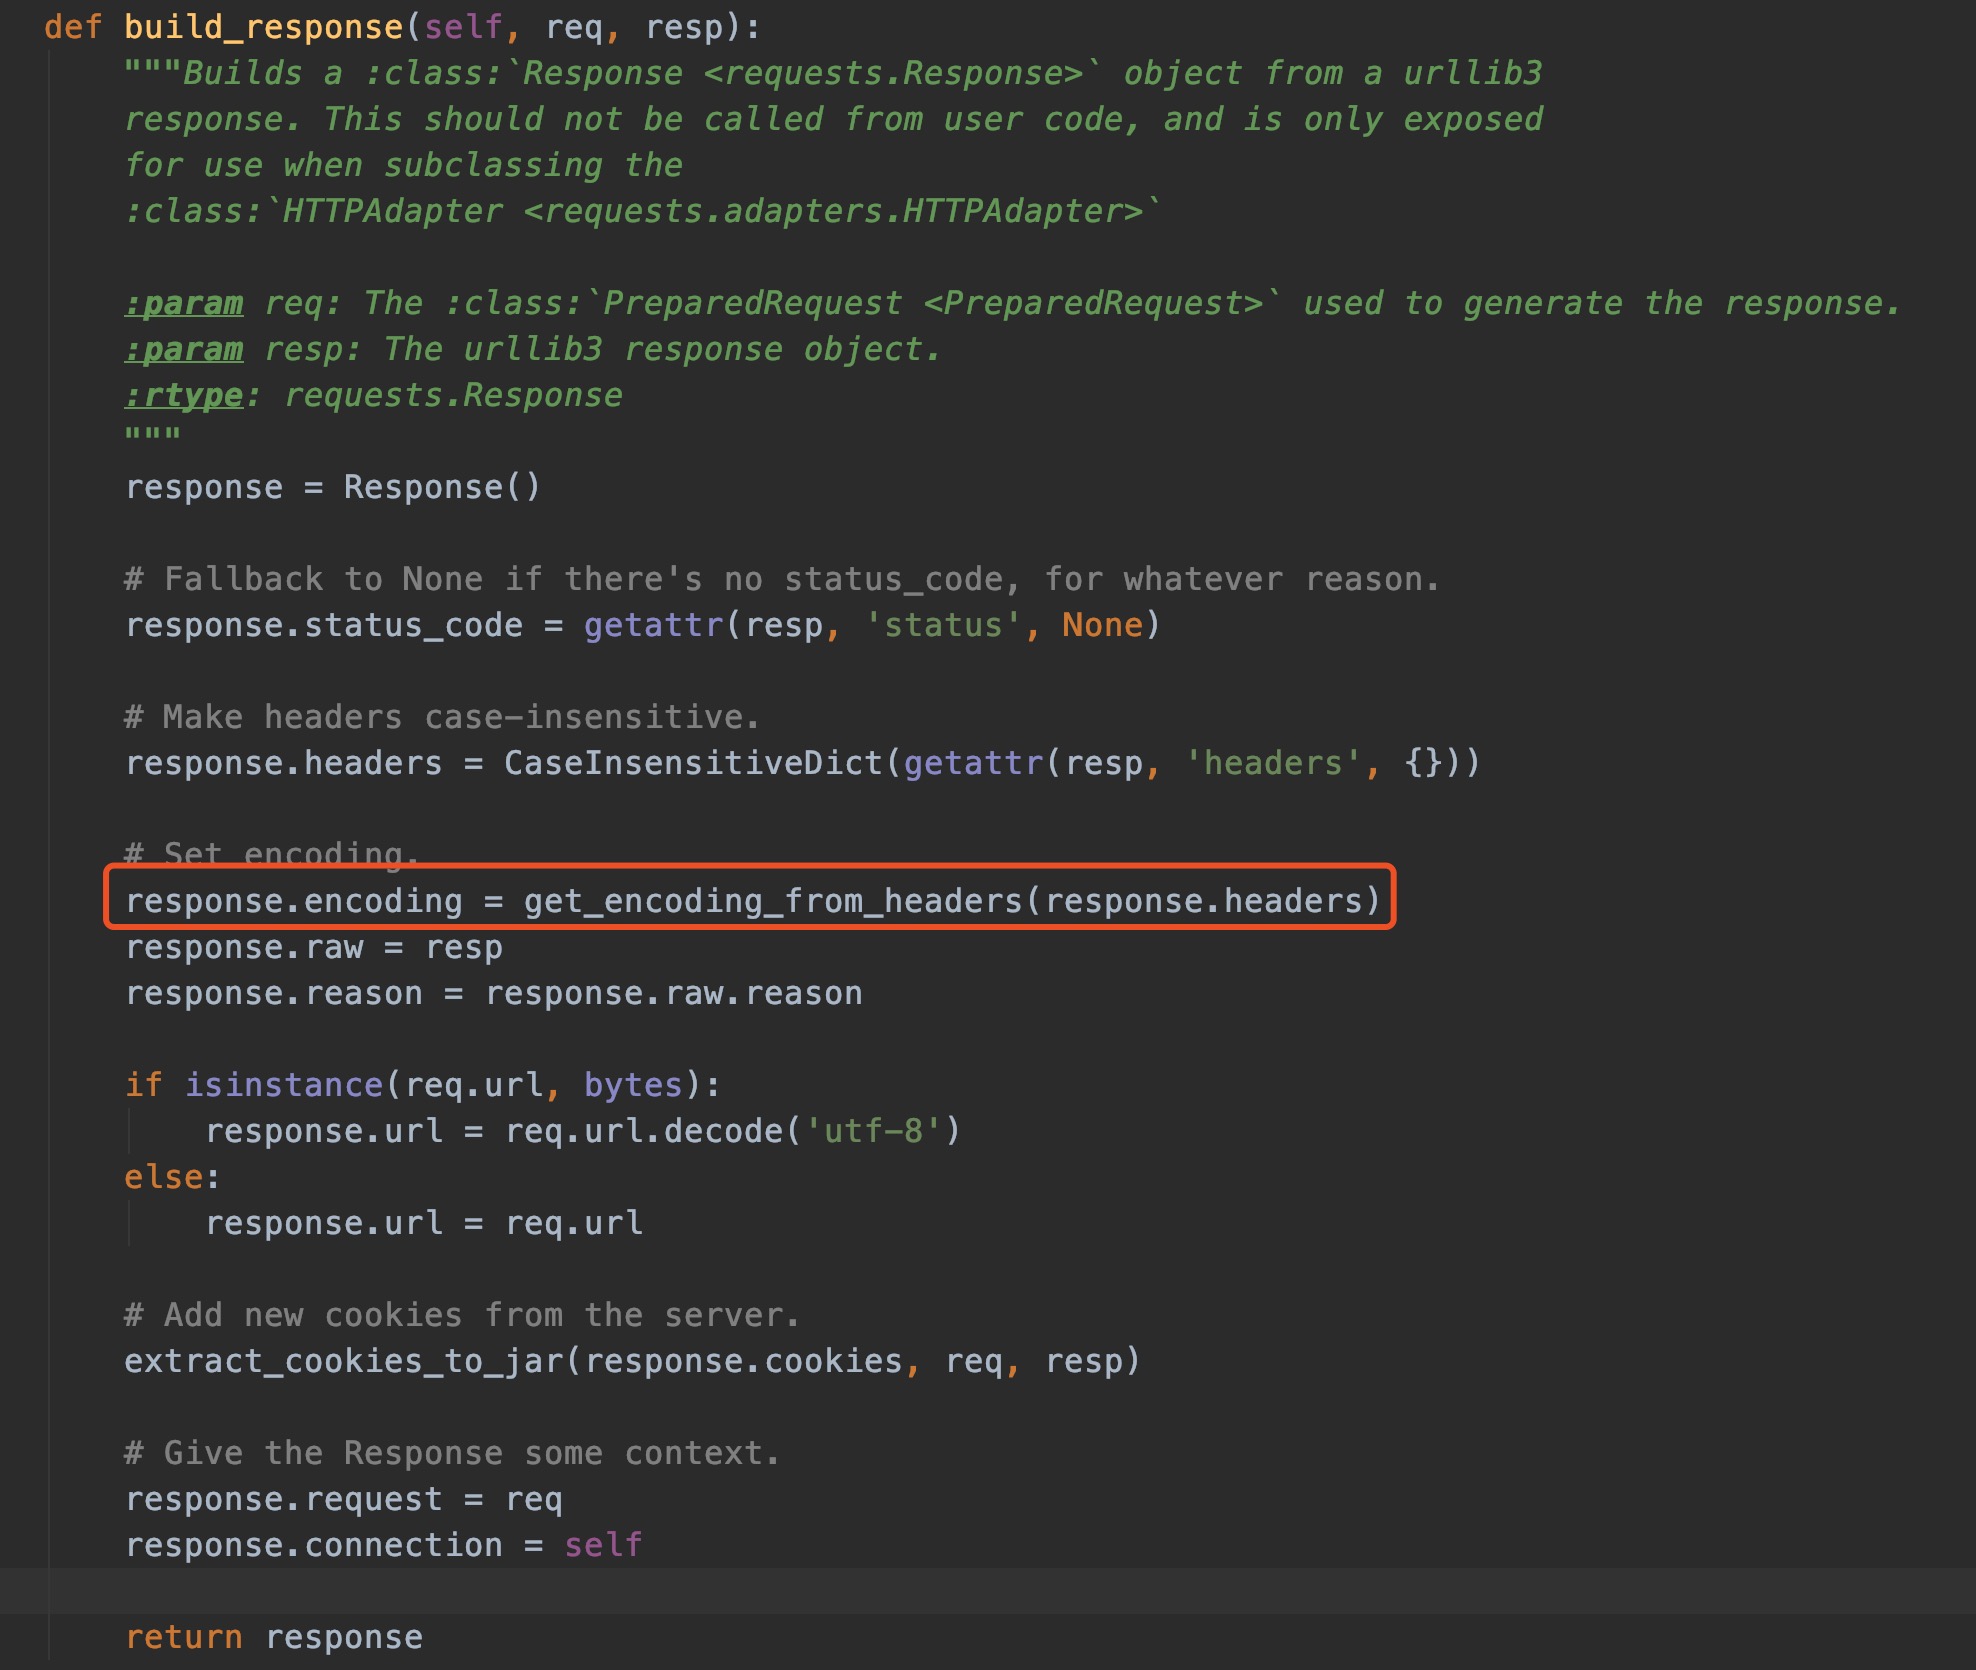 def build_response(self, req, resp):
    """Builds a :class:`Response <requests.Response>` object from a urllib3
    response. This should not be called from user code, and is only exposed
    for use when subclassing the
    :class:`HTTPAdapter <requests.adapters.HTTPAdapter>`

    :param req: The :class:`PreparedRequest <PreparedRequest>` used to generate the response.
    :param resp: The urllib3 response object.
    :rtype: requests.Response
    """
    response = Response()

    # Fallback to None if there's no status_code, for whatever reason.
    response.status_code = getattr(resp, 'status', None)

    # Make headers case-insensitive.
    response.headers = CaseInsensitiveDict(getattr(resp, 'headers', {}))

    # Set encoding.
    response.encoding = get_encoding_from_headers(response.headers)
    response.raw = resp
    response.reason = response.raw.reason

    if isinstance(req.url, bytes):
        response.url = req.url.decode('utf-8')
    else:
        response.url = req.url

    # Add new cookies from the server.
    extract_cookies_to_jar(response.cookies, req, resp)

    # Give the Response some context.
    response.request = req
    response.connection = self

    return response